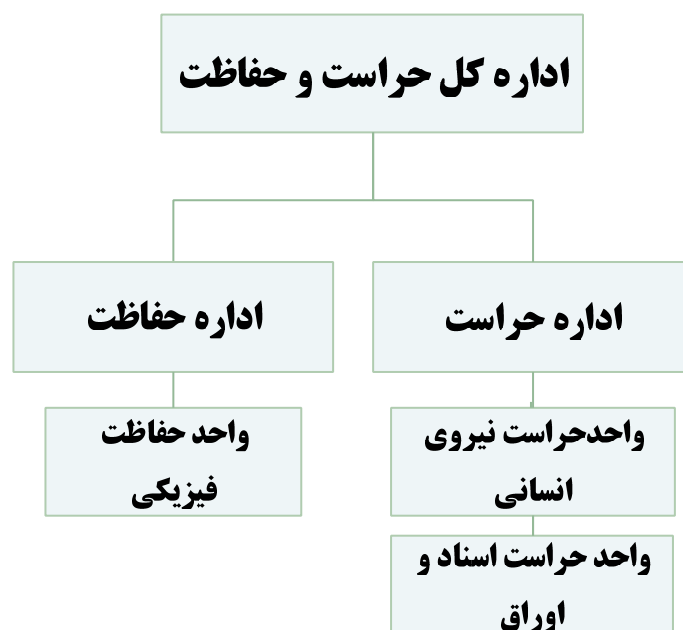 اداره کل حراست و حفاظت
اداره حراست
اداره حفاظت
واحدحراست نیروی
انسانی
واحد حفاظت
فیزیکی
واحد حراست اسناد و
اوراق